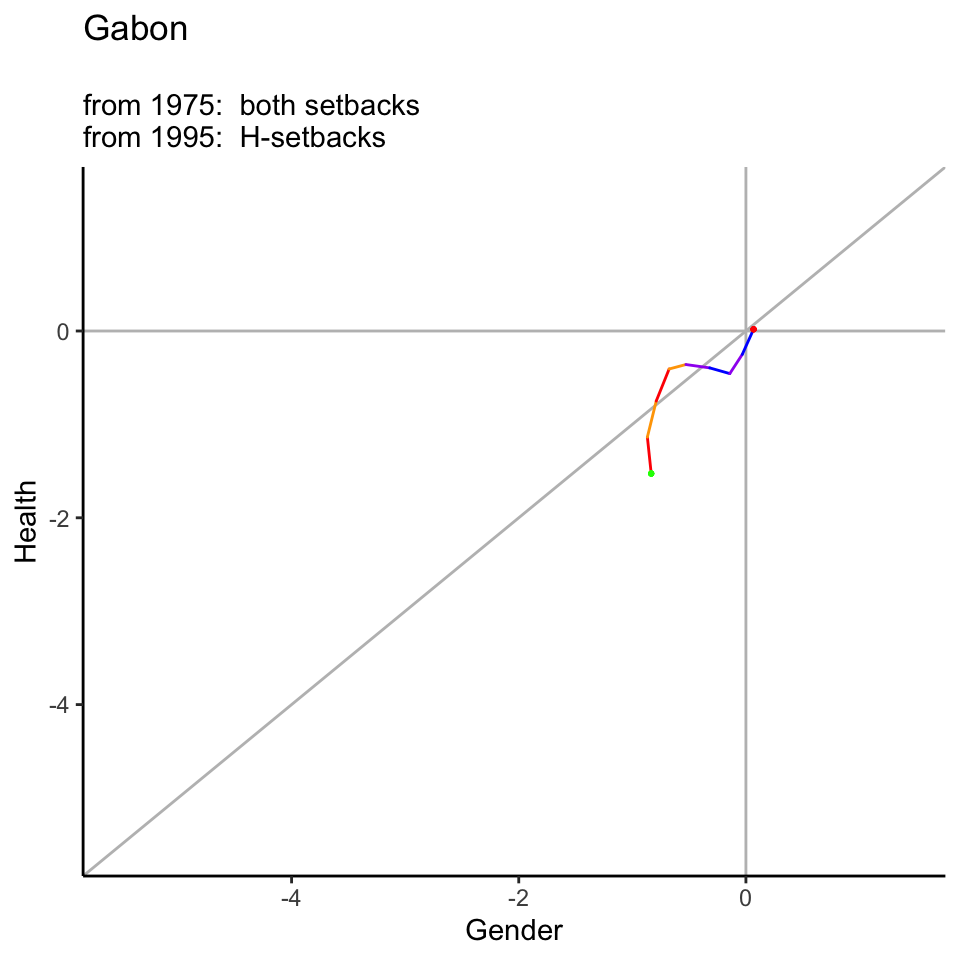 Gabon
from 1975:  both setbacks
from 1995:  H-setbacks
0
-2
-4
Health
-4
-2
0
Gender